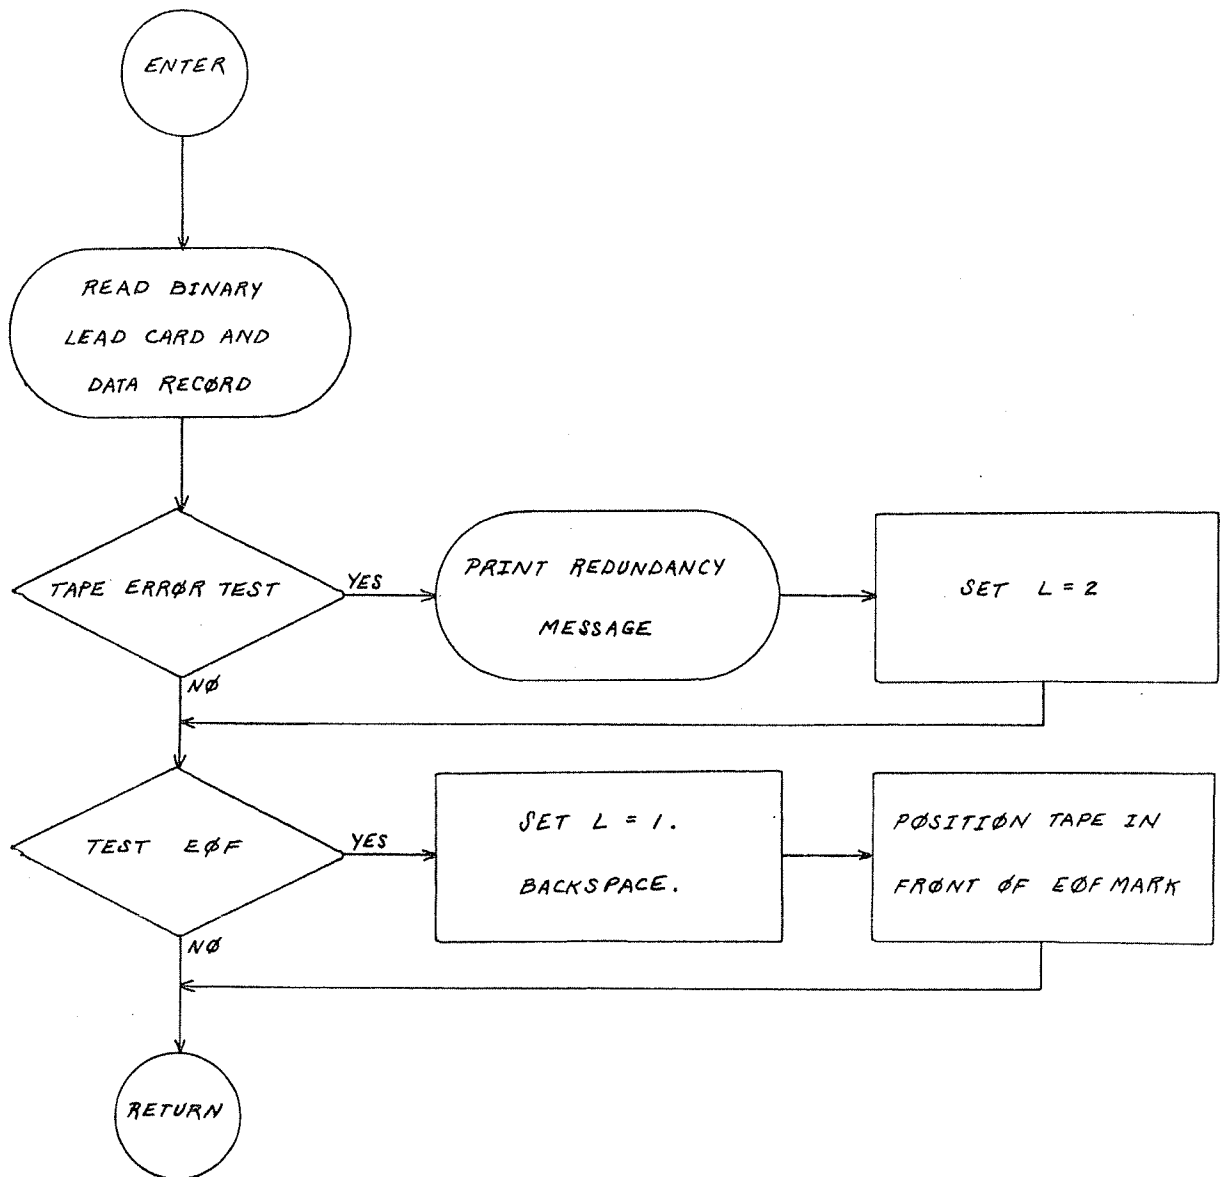 ENTER
READ BINARY
LEAD CARD AND
DATA RECØRD
TAPE ERRØR TEST
YES
PRINT REDUNDANCY
MESSAGE
SET L = 2
NØ
TEST EØF
YES
SET L = 1.
BACKSPACE.
PØSITIØN TAPE IN
FRØNT ØF EØF MARK
NØ
RETURN